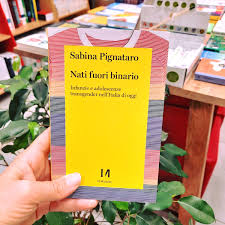 Sabina Pignataro
Nati fuori binario
Infanzie e adolescenze
transgender nell'Italia di oggi
M